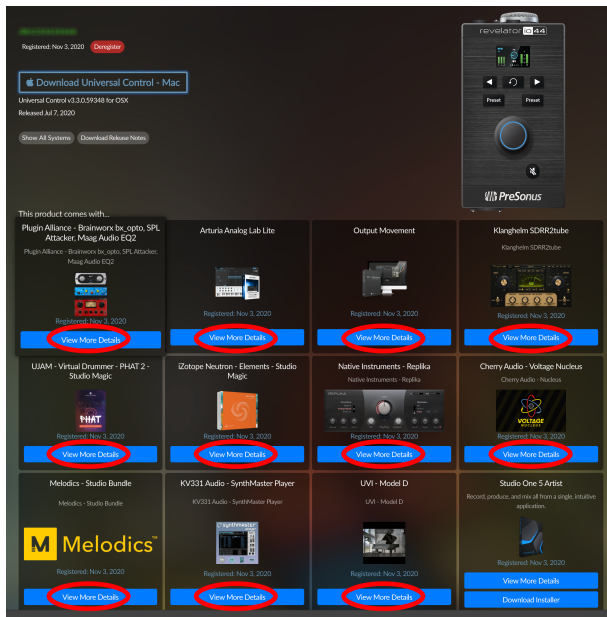 revelator io 44
Registered: Nov 3, 2020 Deregister
Download Universal Control - Mac
Universal Control v3.3.0.59348 for OSX
Released Jul 7, 2020
Preset Preset
Show All Systems Download Release Notes
PreSonus
This product comes with...
Plugin Alliance - Brainworx bx_opto, SPL
Attacker, Maag Audio EQ2
Plugin Alliance - Brainworx bx_opto, SPL Attacker,
Maag Audio EQ2
Registered: Nov 3, 2020
View More Details
Arturia Analog Lab Lite
Registered: Nov 3, 2020
View More Details
Output Movement
Registered: Nov 3, 2020
View More Details
Klanghelm SDRR2tube
Klanghelm SDRR2tube
Registered: Nov 3, 2020
View More Details
UJAM - Virtual Drummer - PHAT 2 -
Studio Magic
PHAT
Registered: Nov 3, 2020
View More Details
iZotope Neutron - Elements - Studio
Magic
Registered: Nov 3, 2020
View More Details
Native Instruments - Replika
Native Instruments - Replika
REPLIKA
Registered: Nov 3, 2020
View More Details
Cherry Audio - Voltage Nucleus
Cherry Audio - Nucleus
VOLTAGE
NUCLEUS
Registered: Nov 3, 2020
View More Details
Melodics - Studio Bundle
Melodics - Studio Bundle
M Melodics™
Registered: Nov 3, 2020
View More Details
KV331 Audio - SynthMaster Player
KV331 Audio - SynthMaster Player
synthmaster
Registered: Nov 3, 2020
View More Details
UVI - Model D
UVI - Model D
Registered: Nov 3, 2020
View More Details
Studio One 5 Artist
Record, produce, and mix all from a single, intuitive
application.
Registered: Nov 3, 2020
View More Details
Download Installer